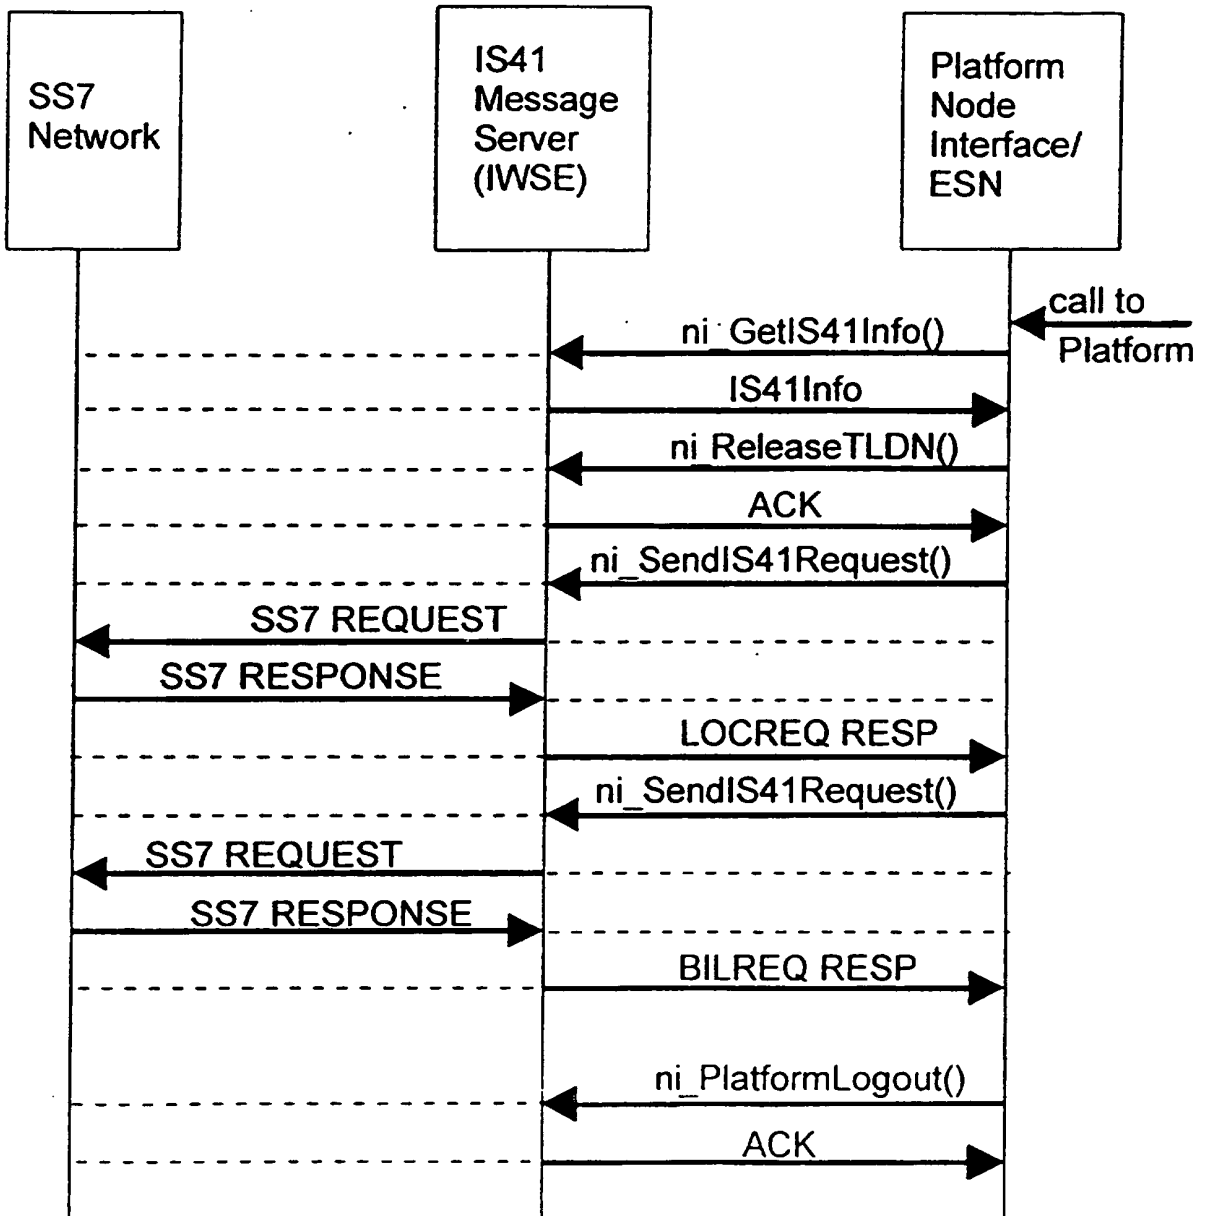 SS7
Network
IS41
Message
Server
(IWSE)
Platform
Node
Interface/
ESN
call to
Platform
ni_GetIS41Info()
IS41Info
ni_ReleaseTLDN()
ACK
ni_SendIS41Request()
SS7 REQUEST
SS7 RESPONSE
LOCREQ RESP
ni_SendIS41Request()
SS7 REQUEST
SS7 RESPONSE
BILREQ RESP
ni_PlatformLogout()
ACK